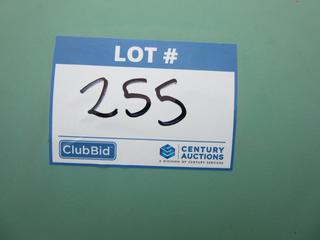 LOT #
255
ClubBid
CENTURY
AUCTIONS
A DIVISION OF CENTURY SERVICES